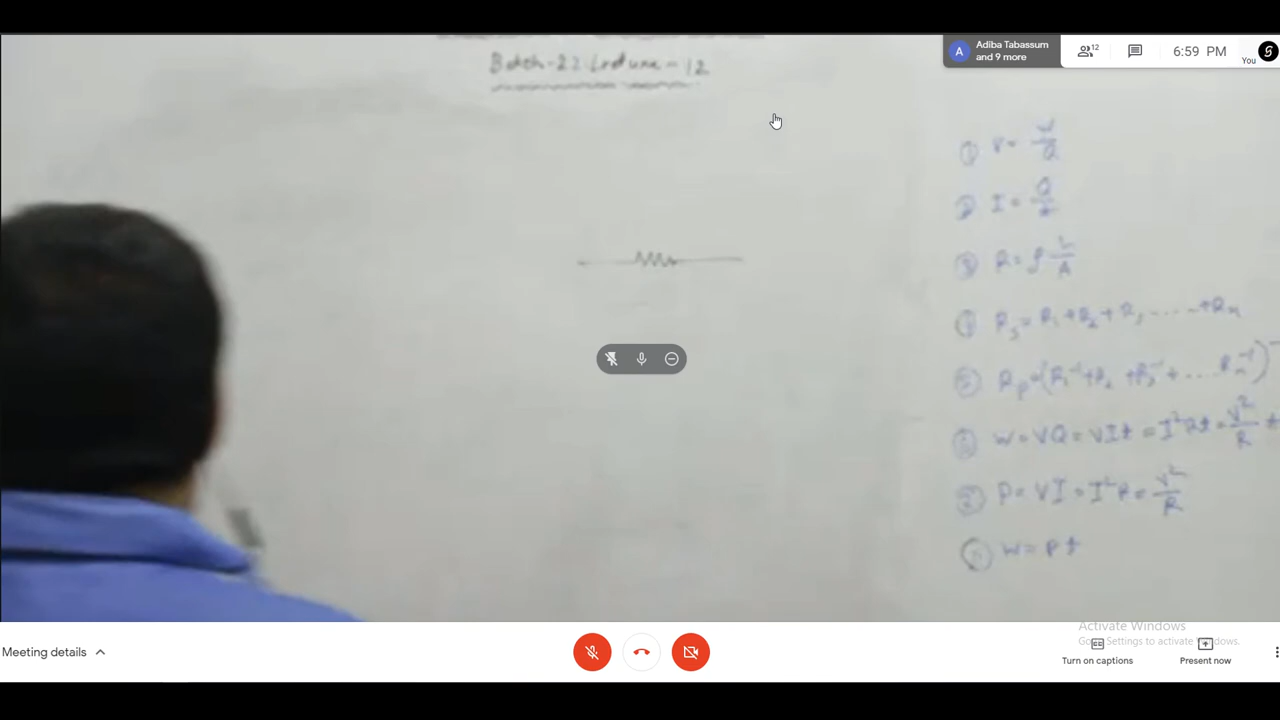 Adiba Tabassum
and 9 more
A
12
6:59 PM
You
Batch-22 Lecture-12
① V = W/Q
② I = Q/t
③ R = ρ L/A
④ Rs = R₁ + R₂ + R₃ ...... + Rn
⑤ Rp = (R₁⁻¹ + R₂ + R₃⁻¹ + .... Rn⁻¹)⁻
⑥ W = VQ = VIt = I²Rt = V²/R t
⑦ P = VI = I²R = V²/R
⑧ W = Pt
Activate Windows
Go to Settings to activate Windows.
Meeting details
Turn on captions
Present now